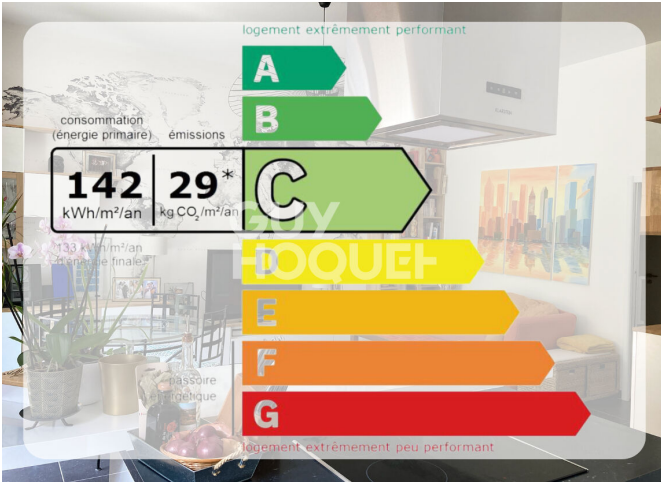 logement extrêmement performant
A
B
consommation
(énergie primaire)
émissions
142
kWh/m²/an
29*
kg CO₂/m²/an
C
GUY
HOQUET
133 kWh/m²/an
d'énergie finale
D
E
F
passoire
énergétique
G
logement extrêmement peu performant